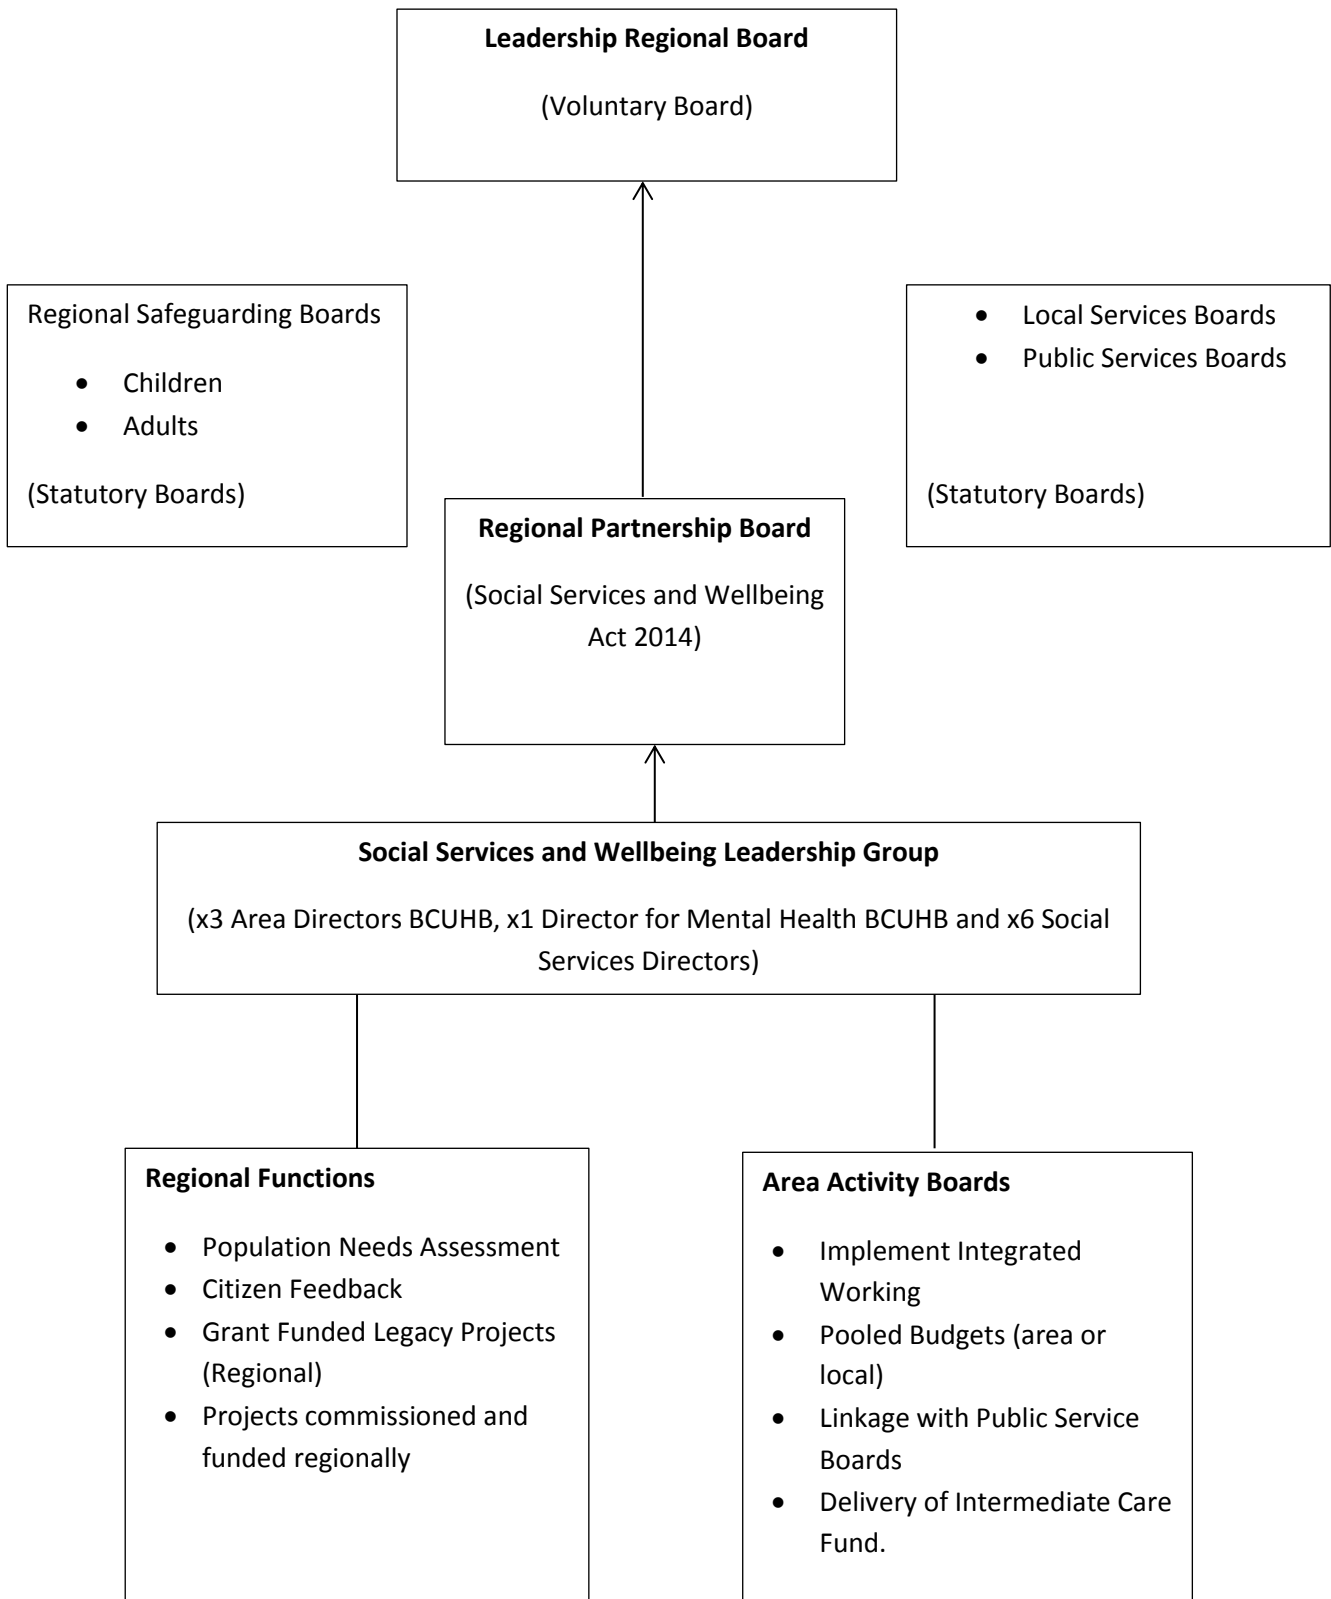 Leadership Regional Board
(Voluntary Board)
Regional Safeguarding Boards
• Children
• Adults
(Statutory Boards)
• Local Services Boards
• Public Services Boards
(Statutory Boards)
Regional Partnership Board
(Social Services and Wellbeing
Act 2014)
Social Services and Wellbeing Leadership Group
(x3 Area Directors BCUHB, x1 Director for Mental Health BCUHB and x6 Social
Services Directors)
Regional Functions
• Population Needs Assessment
• Citizen Feedback
• Grant Funded Legacy Projects
(Regional)
• Projects commissioned and
funded regionally
Area Activity Boards
• Implement Integrated
Working
• Pooled Budgets (area or
local)
• Linkage with Public Service
Boards
• Delivery of Intermediate Care
Fund.